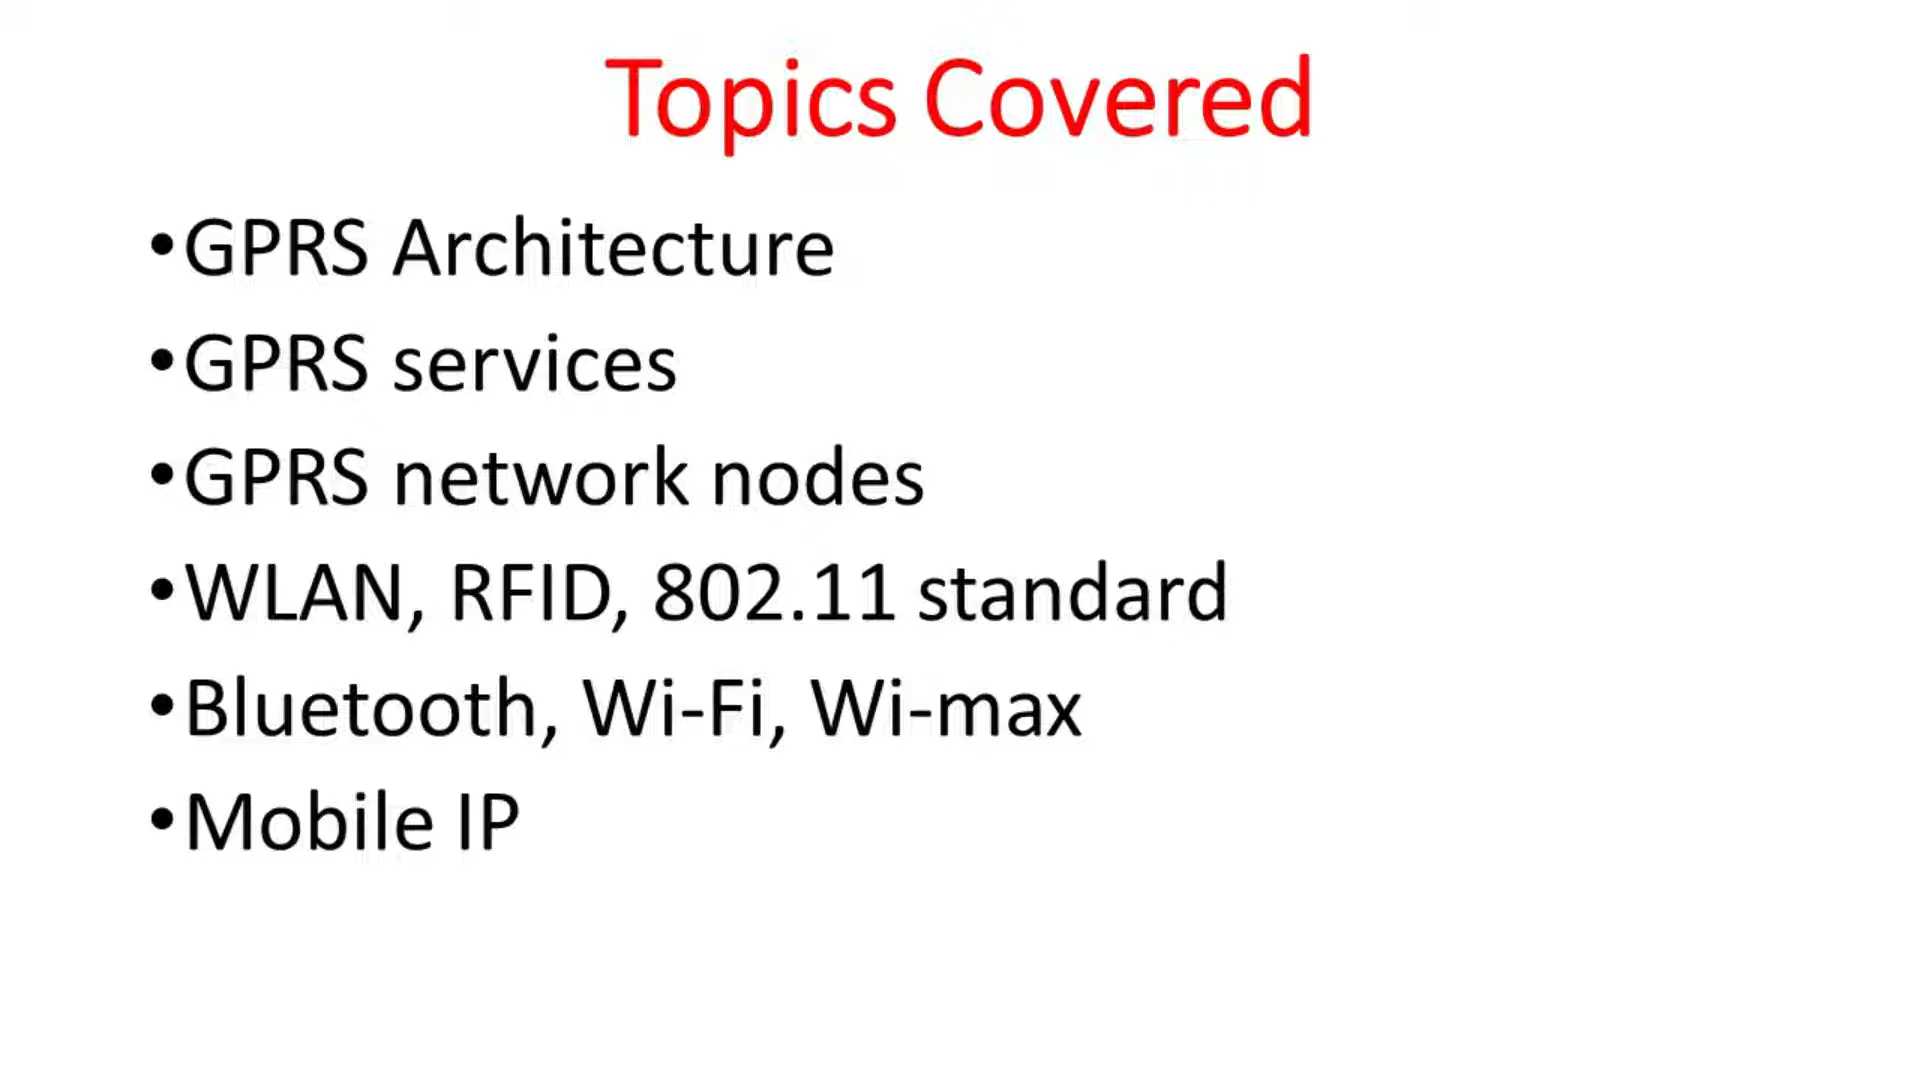 Topics Covered
•GPRS Architecture
•GPRS services
•GPRS network nodes
•WLAN, RFID, 802.11 standard
•Bluetooth, Wi-Fi, Wi-max
•Mobile IP